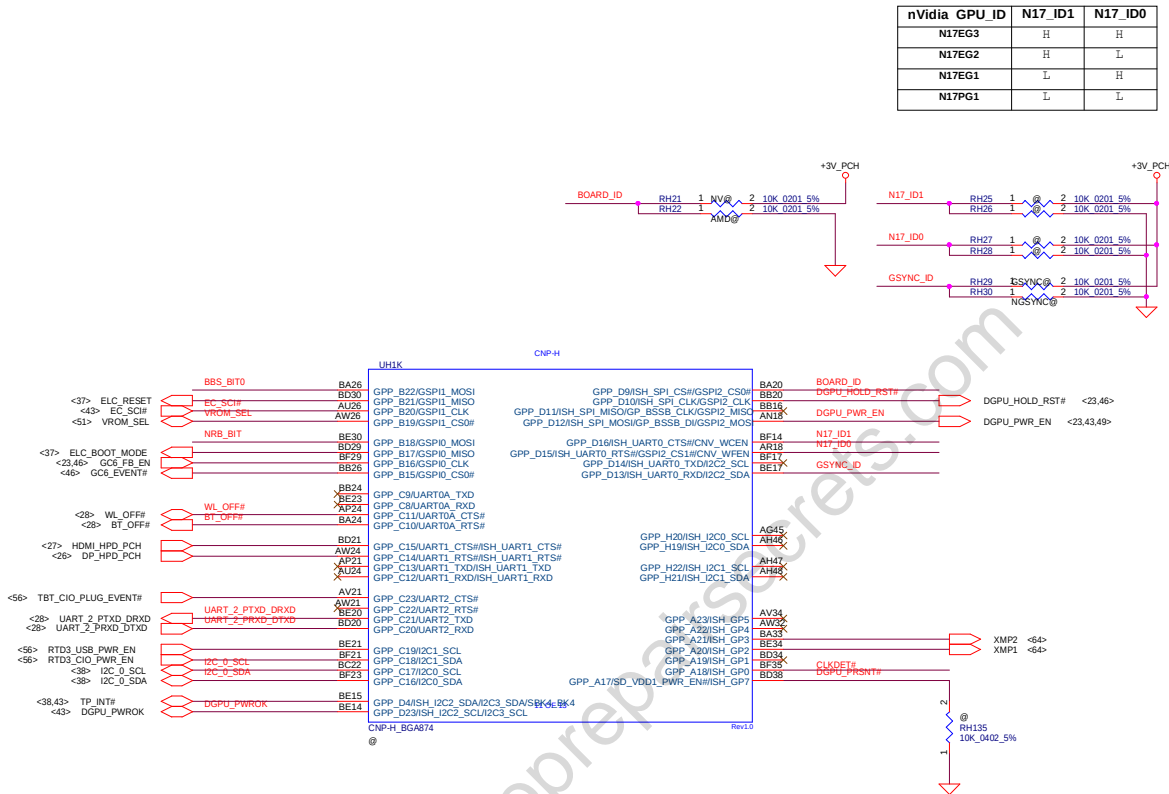 nVidia GPU_ID N17_ID1 N17_ID0
N17EG3 H H
N17EG2 H L
N17EG1 L H
N17PG1 L L
+3V_PCH
+3V_PCH
BOARD_ID
RH21 1 NV@ 2 10K_0201_5%
RH22 1 AMD@ 2 10K_0201_5%
N17_ID1
RH25 1 @ 2 10K_0201_5%
RH26 1 @ 2 10K_0201_5%
N17_ID0
RH27 1 @ 2 10K_0201_5%
RH28 1 @ 2 10K_0201_5%
GSYNC_ID
RH29 1 GSYNC@ 2 10K_0201_5%
RH30 1 NGSYNC@ 2 10K_0201_5%
CNP-H
UH1K
BBS_BIT0 BA26 GPP_B22/GSPI1_MOSI
<37> ELC_RESET BD30 GPP_B21/GSPI1_MISO
<43> EC_SCI# EC_SCI# AU26 GPP_B20/GSPI1_CLK
<51> VROM_SEL VROM_SEL AW26 GPP_B19/GSPI1_CS0#
NRB_BIT BE30 GPP_B18/GSPI0_MOSI
<37> ELC_BOOT_MODE BD29 GPP_B17/GSPI0_MISO
<23,46> GC6_FB_EN BF29 GPP_B16/GSPI0_CLK
<46> GC6_EVENT# BB26 GPP_B15/GSPI0_CS0#
BB24 GPP_C9/UART0A_TXD
BE23 GPP_C8/UART0A_RXD
<28> WL_OFF# WL_OFF# AP24 GPP_C11/UART0A_CTS#
<28> BT_OFF# BT_OFF# BA24 GPP_C10/UART0A_RTS#
<27> HDMI_HPD_PCH BD21 GPP_C15/UART1_CTS#/ISH_UART1_CTS#
<26> DP_HPD_PCH AW24 GPP_C14/UART1_RTS#/ISH_UART1_RTS#
AP21 GPP_C13/UART1_TXD/ISH_UART1_TXD
AU24 GPP_C12/UART1_RXD/ISH_UART1_RXD
<56> TBT_CIO_PLUG_EVENT# AV21 GPP_C23/UART2_CTS#
AW21 GPP_C22/UART2_RTS#
<28> UART_2_PTXD_DRXD UART_2_PTXD_DRXD BE20 GPP_C21/UART2_TXD
<28> UART_2_PRXD_DTXD UART_2_PRXD_DTXD BD20 GPP_C20/UART2_RXD
<56> RTD3_USB_PWR_EN BE21 GPP_C19/I2C1_SCL
<56> RTD3_CIO_PWR_EN BF21 GPP_C18/I2C1_SDA
<38> I2C_0_SCL I2C_0_SCL BC22 GPP_C17/I2C0_SCL
<38> I2C_0_SDA I2C_0_SDA BF23 GPP_C16/I2C0_SDA
<38,43> TP_INT# BE15 GPP_D4/ISH_I2C2_SDA/I2C3_SDA/SBK4_BK4
<43> DGPU_PWROK DGPU_PWROK BE14 GPP_D23/ISH_I2C2_SCL/I2C3_SCL
GPP_D9/ISH_SPI_CS#/GSPI2_CS0# BA20 BOARD_ID
GPP_D10/ISH_SPI_CLK/GSPI2_CLK BB20 DGPU_HOLD_RST# DGPU_HOLD_RST# <23,46>
GPP_D11/ISH_SPI_MISO/GP_BSSB_CLK/GSPI2_MISO BB16
GPP_D12/ISH_SPI_MOSI/GP_BSSB_DI/GSPI2_MOSI AN18 DGPU_PWR_EN DGPU_PWR_EN <23,43,49>
GPP_D16/ISH_UART0_CTS#/CNV_WCEN BF14 N17_ID1
GPP_D15/ISH_UART0_RTS#/GSPI2_CS1#/CNV_WFEN AR18 N17_ID0
GPP_D14/ISH_UART0_TXD/I2C2_SCL BF17
GPP_D13/ISH_UART0_RXD/I2C2_SDA BE17 GSYNC_ID
GPP_H20/ISH_I2C0_SCL AG45
GPP_H19/ISH_I2C0_SDA AH46
GPP_H22/ISH_I2C1_SCL AH47
GPP_H21/ISH_I2C1_SDA AH48
GPP_A23/ISH_GP5 AV34
GPP_A22/ISH_GP4 AW32
GPP_A21/ISH_GP3 BA33 XMP2 <64>
GPP_A20/ISH_GP2 BE34 XMP1 <64>
GPP_A19/ISH_GP1 BD34
GPP_A18/ISH_GP0 BF35 CLKDET#
GPP_A17/SD_VDD1_PWR_EN#/ISH_GP7 BD38 DGPU_PRSNT#
CNP-H_BGA874 Rev1.0
@
2 @
RH135
10K_0402_5%
1